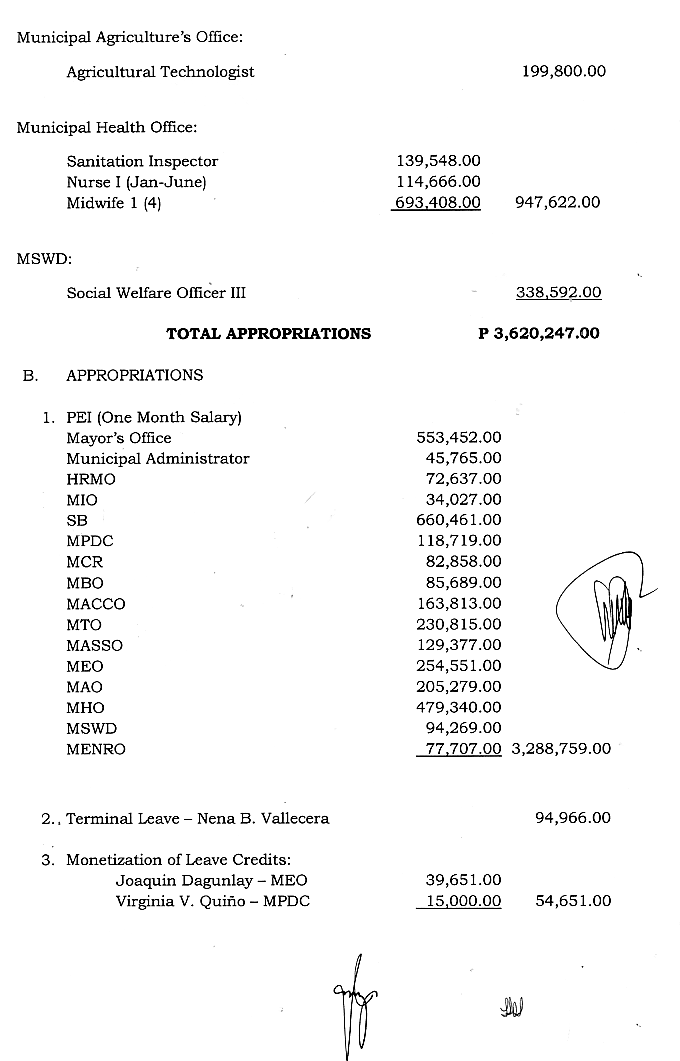 Municipal Agriculture's Office:
Agricultural Technologist 199,800.00
Municipal Health Office:
Sanitation Inspector 139,548.00
Nurse I (Jan-June) 114,666.00
Midwife 1 (4) 693,408.00 947,622.00
MSWD:
Social Welfare Officer III 338,592.00
TOTAL APPROPRIATIONS P 3,620,247.00
B. APPROPRIATIONS
1. PEI (One Month Salary)
Mayor's Office 553,452.00
Municipal Administrator 45,765.00
HRMO 72,637.00
MIO 34,027.00
SB 660,461.00
MPDC 118,719.00
MCR 82,858.00
MBO 85,689.00
MACCO 163,813.00
MTO 230,815.00
MASSO 129,377.00
MEO 254,551.00
MAO 205,279.00
MHO 479,340.00
MSWD 94,269.00
MENRO 77,707.00 3,288,759.00
2. Terminal Leave – Nena B. Vallecera 94,966.00
3. Monetization of Leave Credits:
Joaquin Dagunlay – MEO 39,651.00
Virginia V. Quiño – MPDC 15,000.00 54,651.00